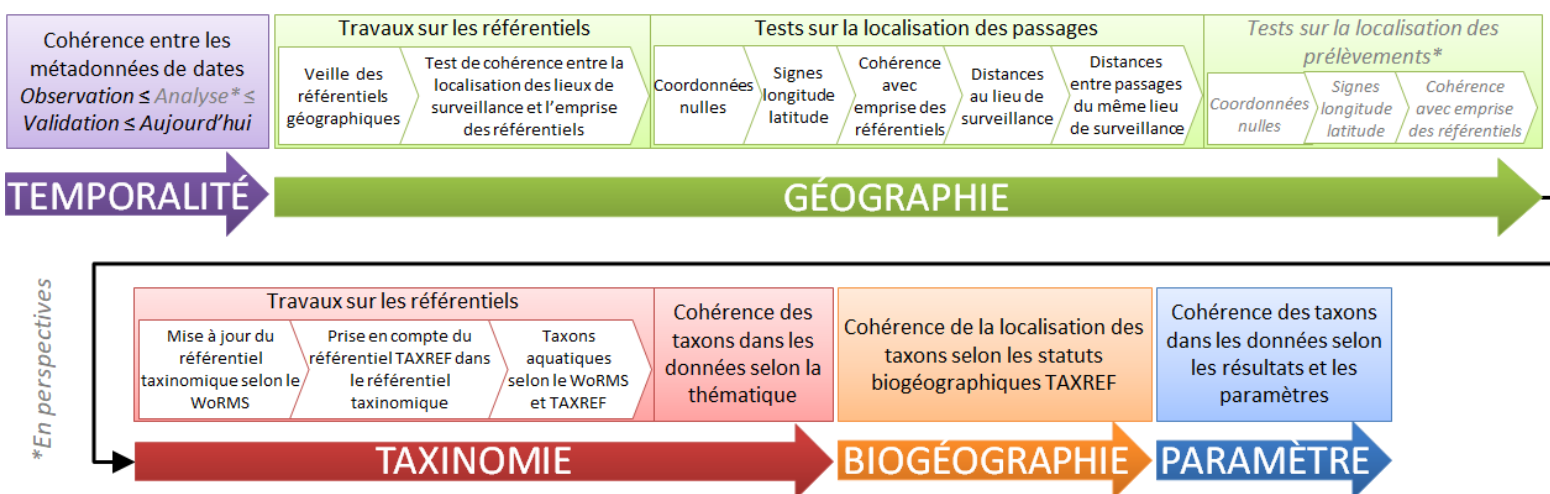 Cohérence entre les
métadonnées de dates
Observation ≤ Analyse* ≤
Validation ≤ Aujourd'hui
TEMPORALITÉ
Travaux sur les référentiels
Veille des
référentiels
géographiques
Test de cohérence entre la
localisation des lieux de
surveillance et l'emprise
des référentiels
Tests sur la localisation des passages
Coordonnées
nulles
Signes
longitude
latitude
Cohérence
avec
emprise des
référentiels
Distances
au lieu de
surveillance
Distances
entre passages
du même lieu
de surveillance
Tests sur la localisation des
prélèvements*
Coordonnées
nulles
Signes
longitude
latitude
Cohérence
avec emprise
des référentiels
GÉOGRAPHIE
*En perspectives
Travaux sur les référentiels
Mise à jour du
référentiel
taxinomique selon le
WoRMS
Prise en compte du
référentiel TAXREF dans
le référentiel
taxinomique
Taxons
aquatiques
selon le WoRMS
et TAXREF
Cohérence des
taxons dans les
données selon la
thématique
TAXINOMIE
Cohérence de la localisation des
taxons selon les statuts
biogéographiques TAXREF
BIOGÉOGRAPHIE
Cohérence des taxons
dans les données selon
les résultats et les
paramètres
PARAMÈTRE